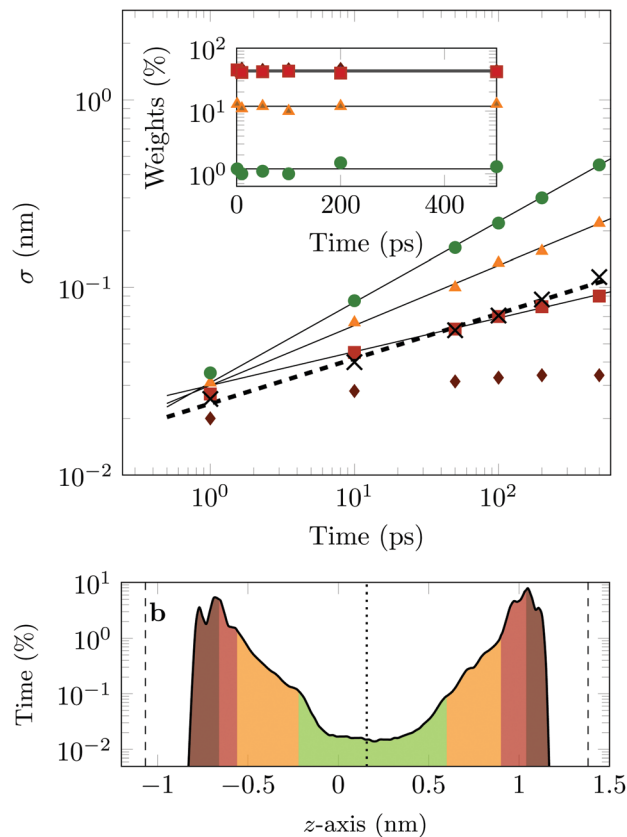 10^0
10^−1
10^−2
σ (nm)
10^2
10^1
10^0
Weights (%)
0 200 400
Time (ps)
10^0 10^1 10^2
Time (ps)
b
10^1
10^0
10^−1
10^−2
Time (%)
−1 −0.5 0 0.5 1 1.5
z-axis (nm)